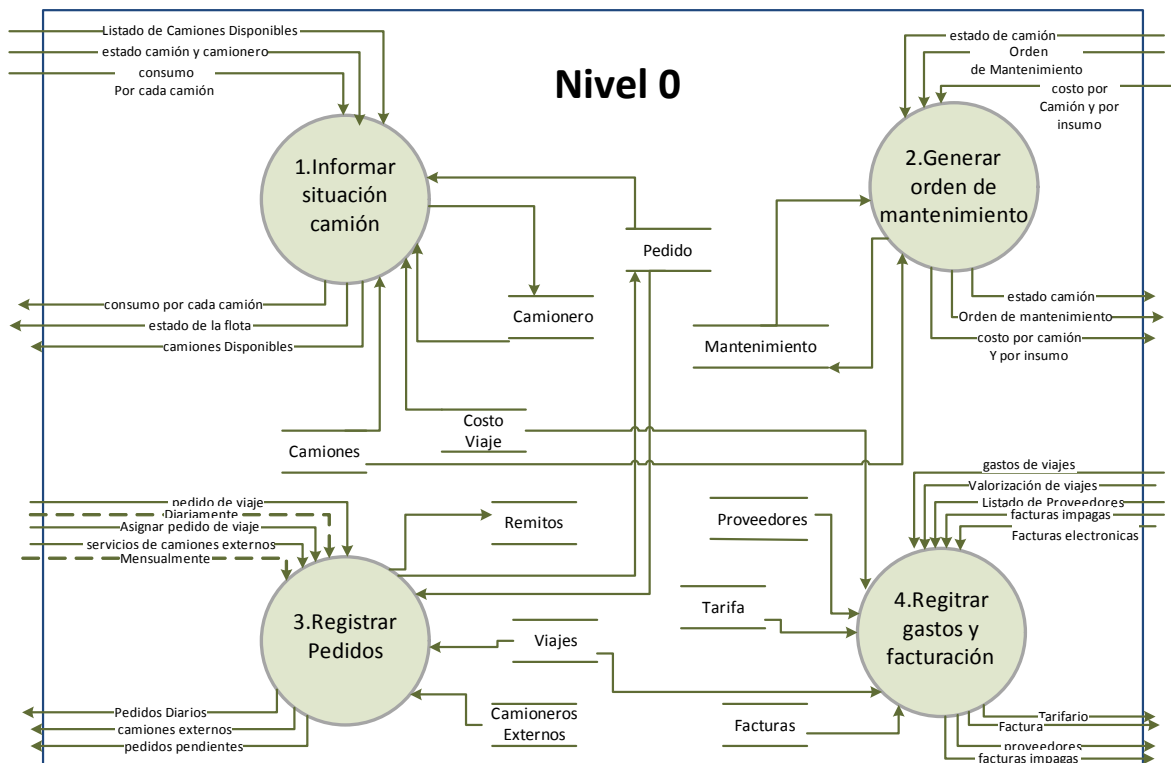 Nivel 0
Listado de Camiones Disponibles
estado camión y camionero
consumo
Por cada camión
1.Informar
situación
camión
consumo por cada camión
estado de la flota
camiones Disponibles
estado de camión
Orden
de Mantenimiento
costo por
Camión y por
insumo
2.Generar
orden de
mantenimiento
estado camión
Orden de mantenimiento
costo por camión
Y por insumo
Pedido
Camionero
Mantenimiento
Costo
Viaje
Camiones
pedido de viaje
Diariamente
Asignar pedido de viaje
servicios de camiones externos
Mensualmente
3.Registrar
Pedidos
Pedidos Diarios
camiones externos
pedidos pendientes
Remitos
Viajes
Camioneros
Externos
Proveedores
Tarifa
Facturas
gastos de viajes
Valorización de viajes
Listado de Proveedores
facturas impagas
Facturas electronicas
4.Regitrar
gastos y
facturación
Tarifario
Factura
proveedores
facturas impagas